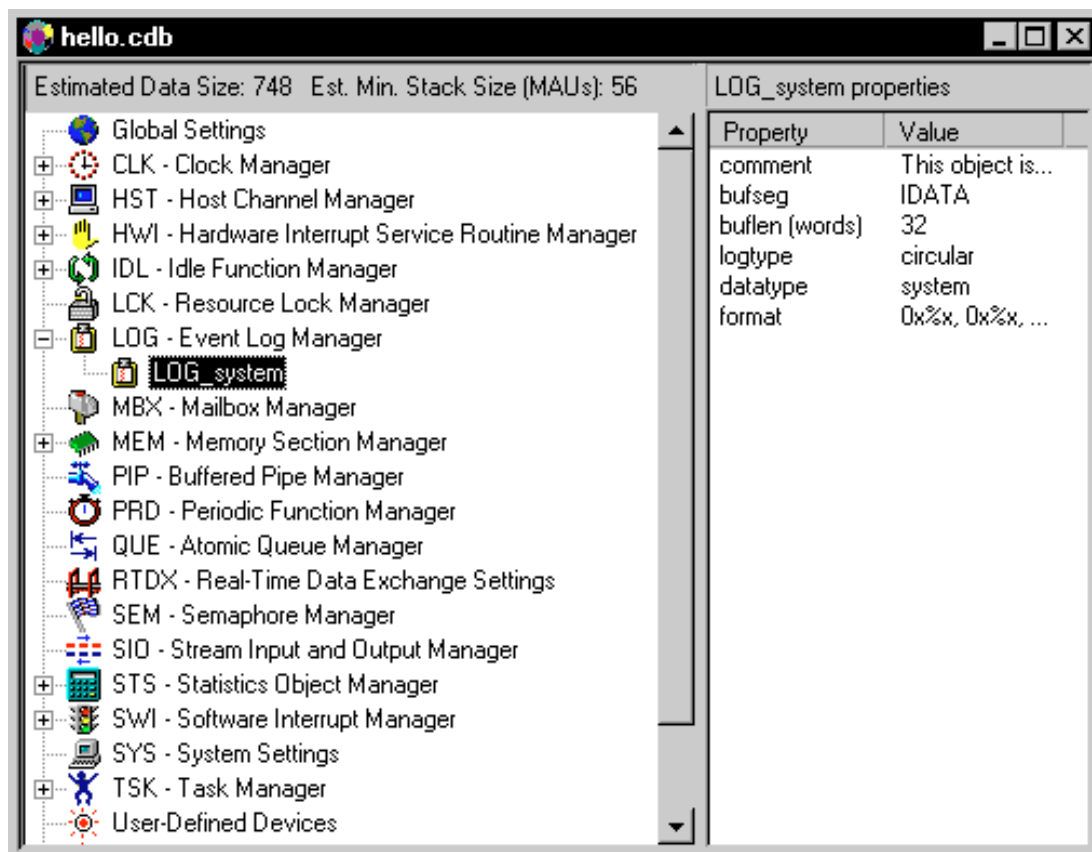 hello.cdb
Estimated Data Size: 748 Est. Min. Stack Size (MAUs): 56
Global Settings
CLK - Clock Manager
HST - Host Channel Manager
HWI - Hardware Interrupt Service Routine Manager
IDL - Idle Function Manager
LCK - Resource Lock Manager
LOG - Event Log Manager
LOG_system
MBX - Mailbox Manager
MEM - Memory Section Manager
PIP - Buffered Pipe Manager
PRD - Periodic Function Manager
QUE - Atomic Queue Manager
RTDX - Real-Time Data Exchange Settings
SEM - Semaphore Manager
SIO - Stream Input and Output Manager
STS - Statistics Object Manager
SWI - Software Interrupt Manager
SYS - System Settings
TSK - Task Manager
User-Defined Devices
LOG_system properties
Property Value
comment This object is...
bufseg IDATA
buflen (words) 32
logtype circular
datatype system
format 0x%x, 0x%x, ...